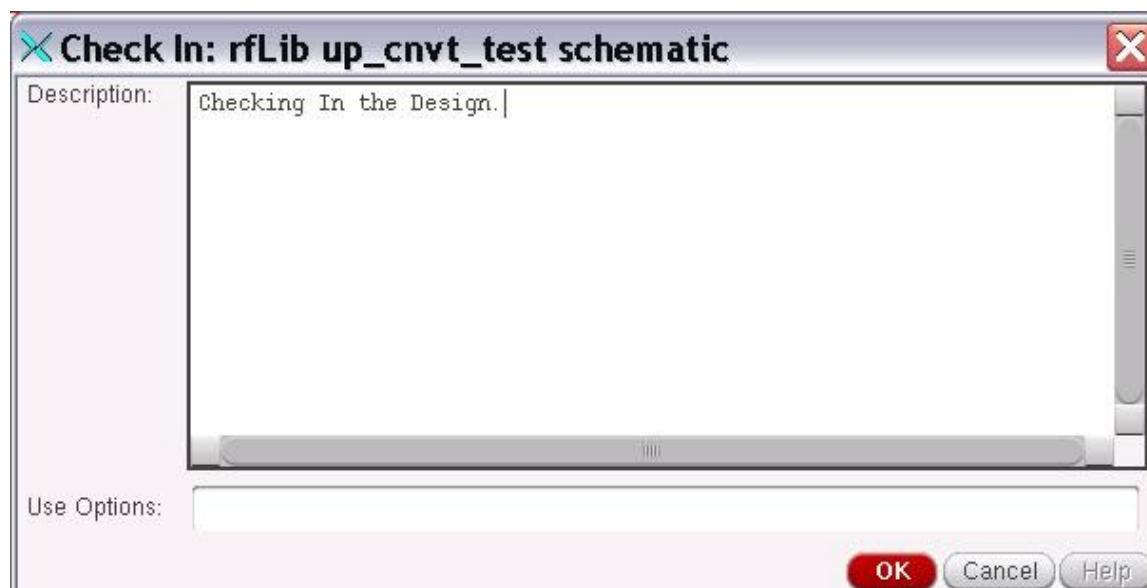 Check In: rfLib up_cnvt_test schematic
Description:
Checking In the Design.
Use Options:
OK Cancel Help